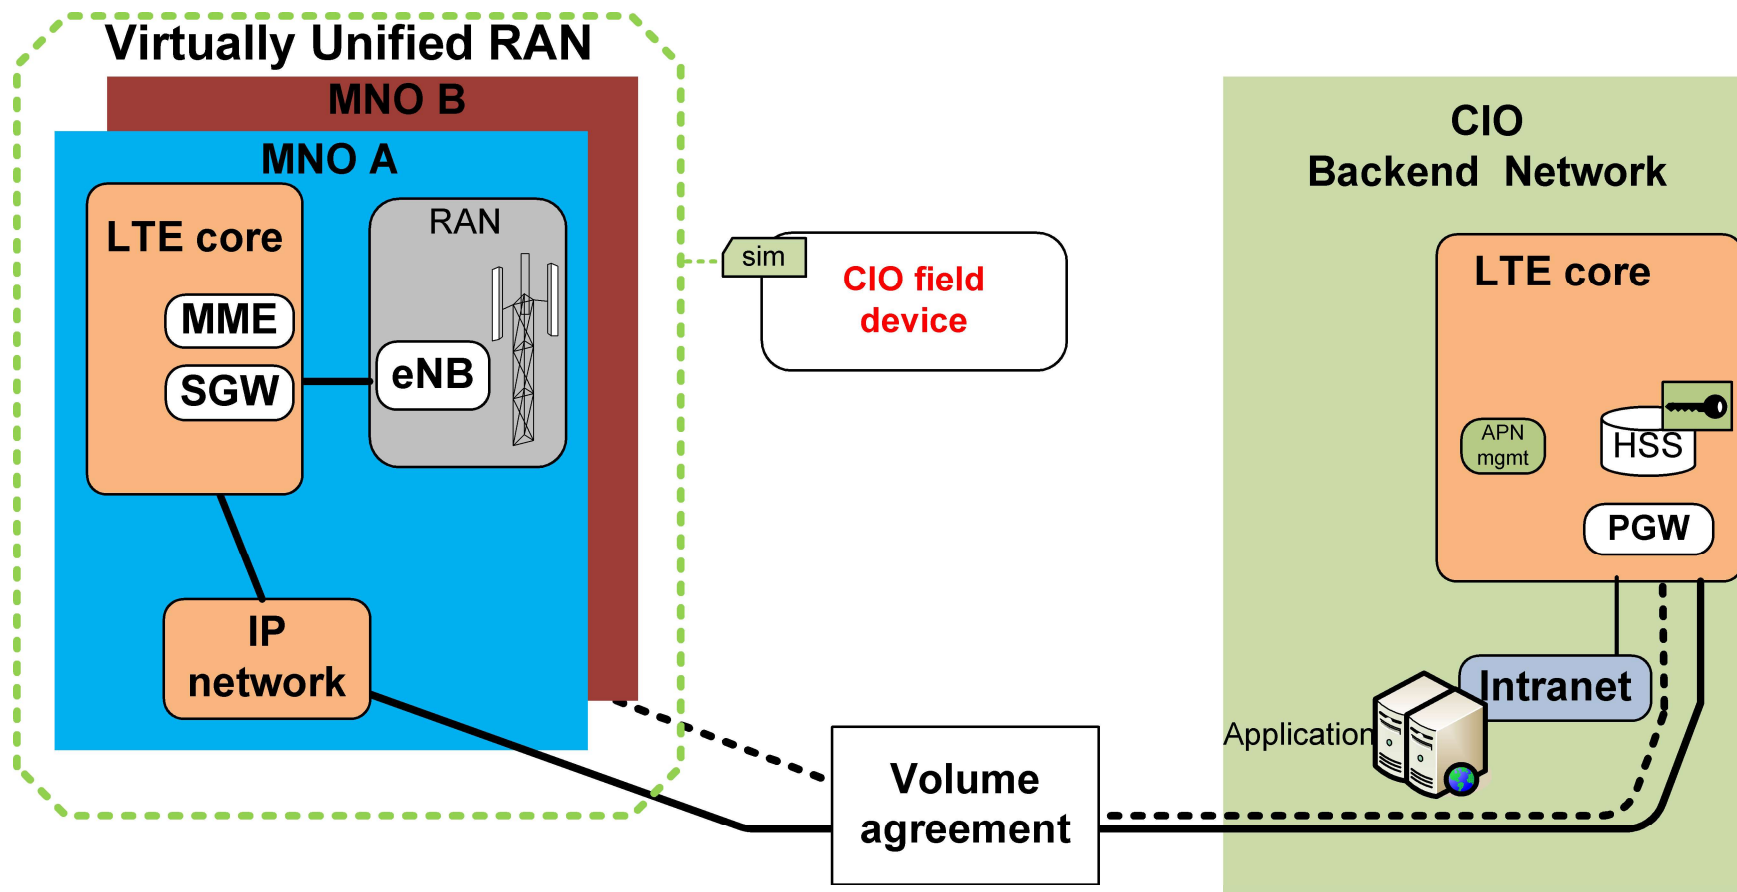 Virtually Unified RAN
MNO B
MNO A
LTE core
MME
SGW
RAN
eNB
IP
network
sim
CIO field
device
Volume
agreement
CIO
Backend Network
LTE core
APN
mgmt
HSS
PGW
Intranet
Application